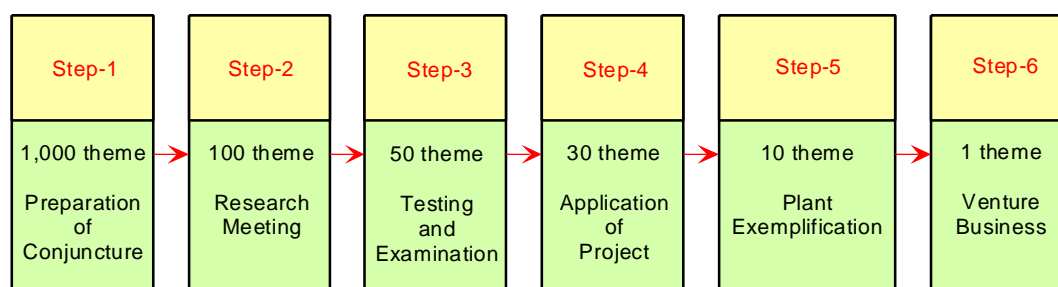 Step-1
1,000 theme
Preparation
of
Conjuncture
Step-2
100 theme
Research
Meeting
Step-3
50 theme
Testing
and
Examination
Step-4
30 theme
Application
of
Project
Step-5
10 theme
Plant
Exemplification
Step-6
1 theme
Venture
Business